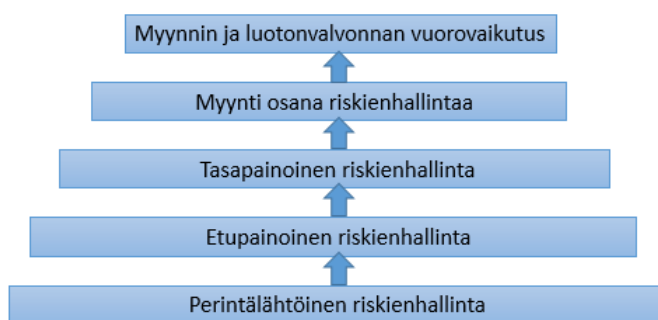 Myynnin ja luotonvalvonnan vuorovaikutus
Myynti osana riskienhallintaa
Tasapainoinen riskienhallinta
Etupainoinen riskienhallinta
Perintälähtöinen riskienhallinta